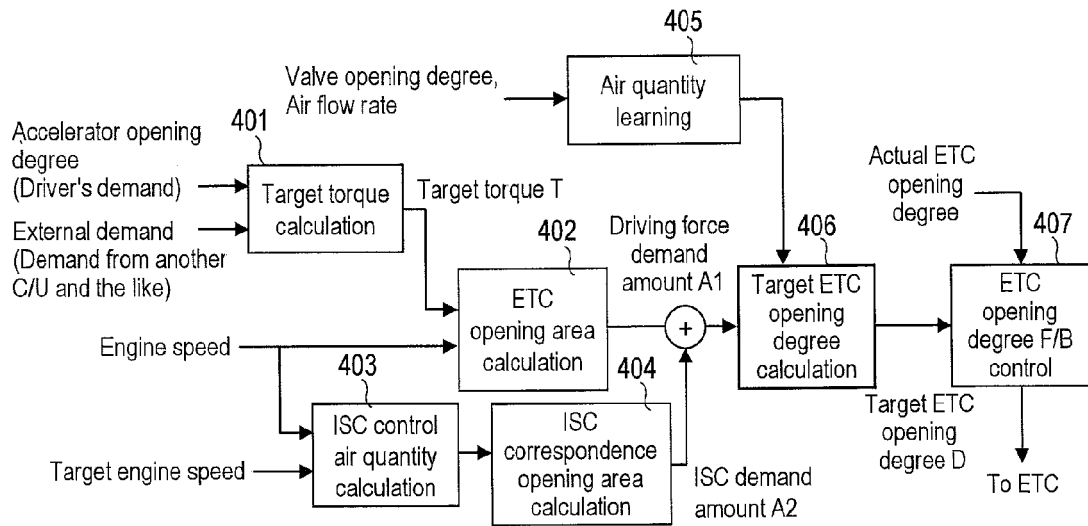 405
Valve opening degree,
Air flow rate
Air quantity
learning
401
Accelerator opening
degree
(Driver's demand)
Target torque
calculation
Target torque T
External demand
(Demand from another
C/U and the like)
402
ETC
opening area
calculation
Driving force
demand
amount A1
+
406
Target ETC
opening
degree
calculation
Actual ETC
opening
degree
407
ETC
opening
degree F/B
control
Engine speed
403
ISC control
air quantity
calculation
Target engine speed
404
ISC
correspondence
opening area
calculation
ISC demand
amount A2
Target ETC
opening
degree D
To ETC